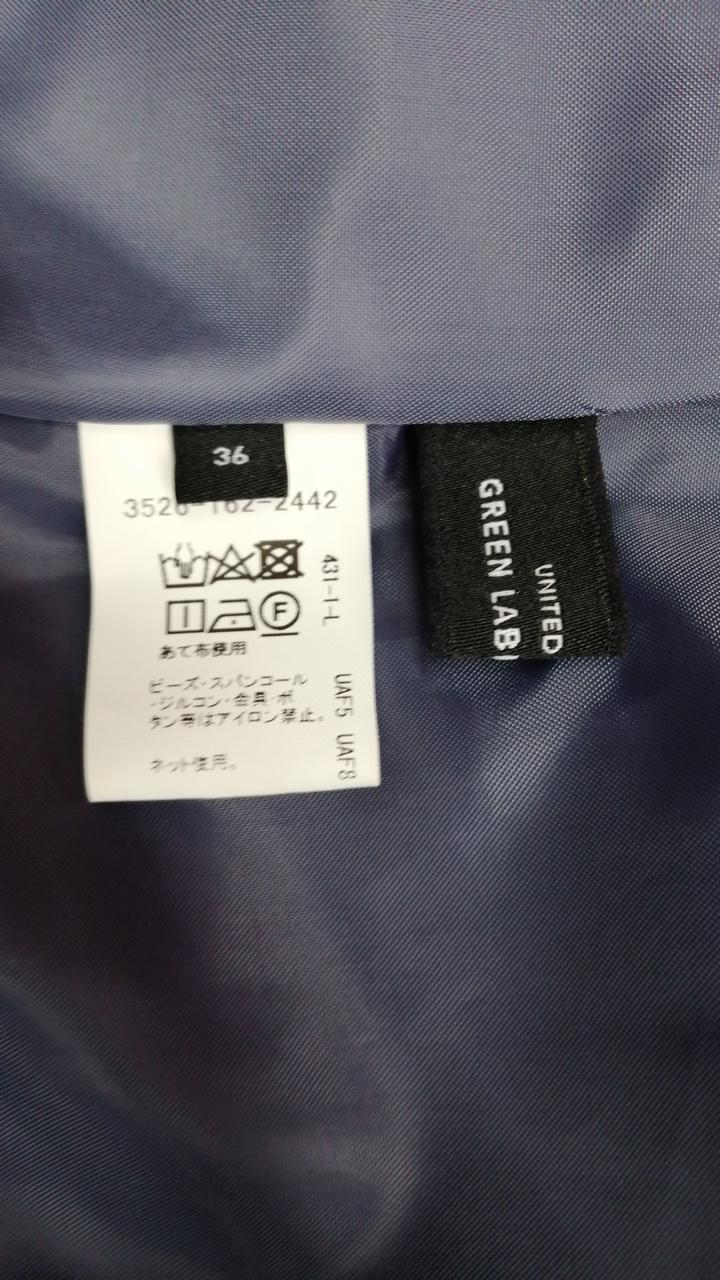 36
3526-162-2442
431-I-L
F
あて布使用
ビーズ・スパンコール
・ジルコン・金具・ボ
タン等はアイロン禁止。
ネット使用。
UAF5 UAF8
UNITED
GREEN LAB